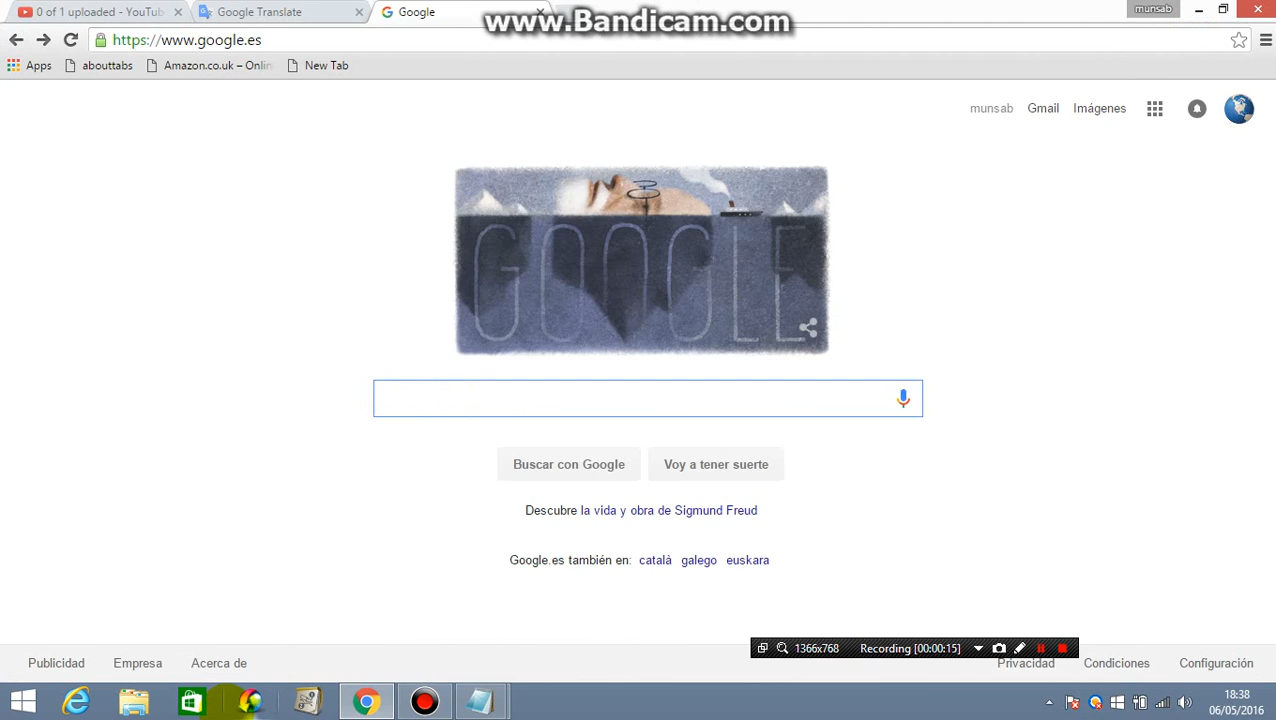 0 of 1 uploaded - YouTub
Google Translate
Google
www.Bandicam.com
munsab
https://www.google.es
Apps
abouttabs
Amazon.co.uk – Onlin
New Tab
munsab
Gmail
Imágenes
GOOGLE
Buscar con Google
Voy a tener suerte
Descubre la vida y obra de Sigmund Freud
Google.es también en: català galego euskara
1366x768
Recording [00:00:15]
Publicidad
Empresa
Acerca de
Privacidad
Condiciones
Configuración
18:38
06/05/2016